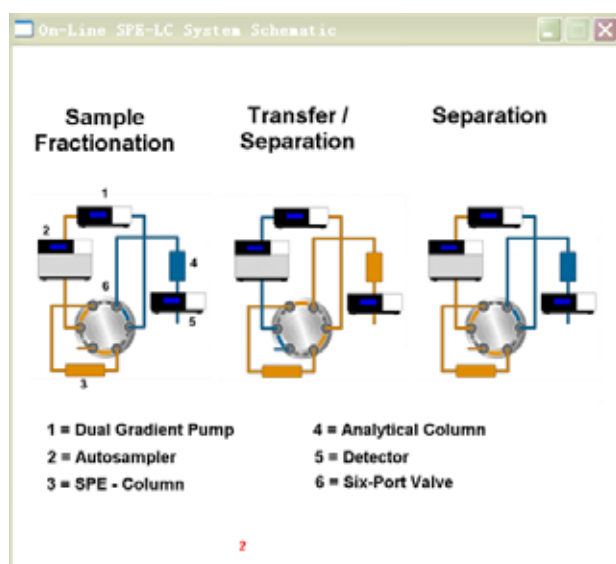 On-Line SPE-LC System Schematic
Sample
Fractionation
Transfer /
Separation
Separation
1
2
4
6
5
3
1 = Dual Gradient Pump
2 = Autosampler
3 = SPE - Column
4 = Analytical Column
5 = Detector
6 = Six-Port Valve
2